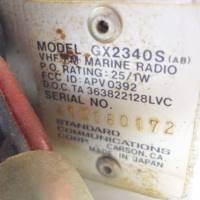 MODEL GX2340S (AB)
VHF FM MARINE RADIO
P.O. RATING: 25/1W
FCC ID: APV0392
D.O.C. TA 363822128LVC
SERIAL NO.
STANDARD
COMMUNICATIONS
CORP. CARSON, CA.
MADE IN JAPAN